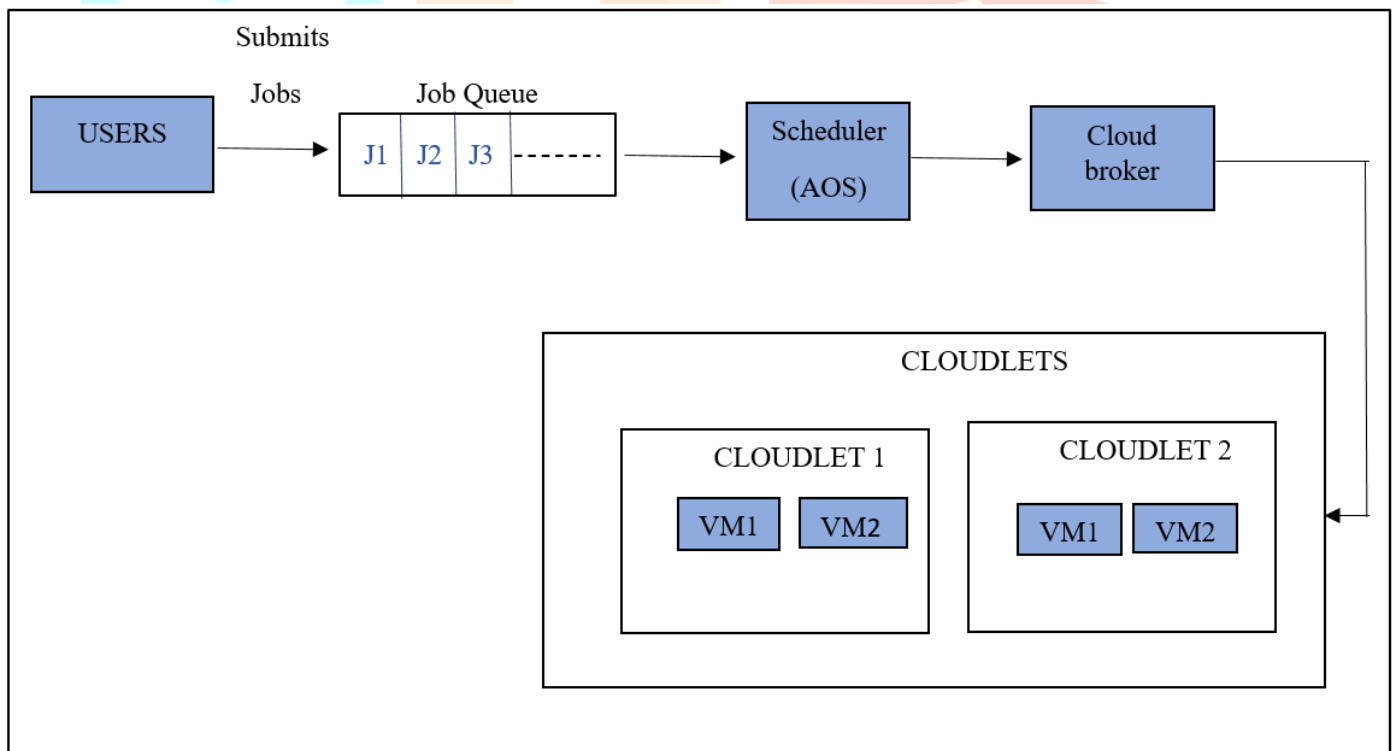 Submits
Jobs
USERS
Job Queue
J1 J2 J3
Scheduler
(AOS)
Cloud
broker
CLOUDLETS
CLOUDLET 1
VM1 VM2
CLOUDLET 2
VM1 VM2